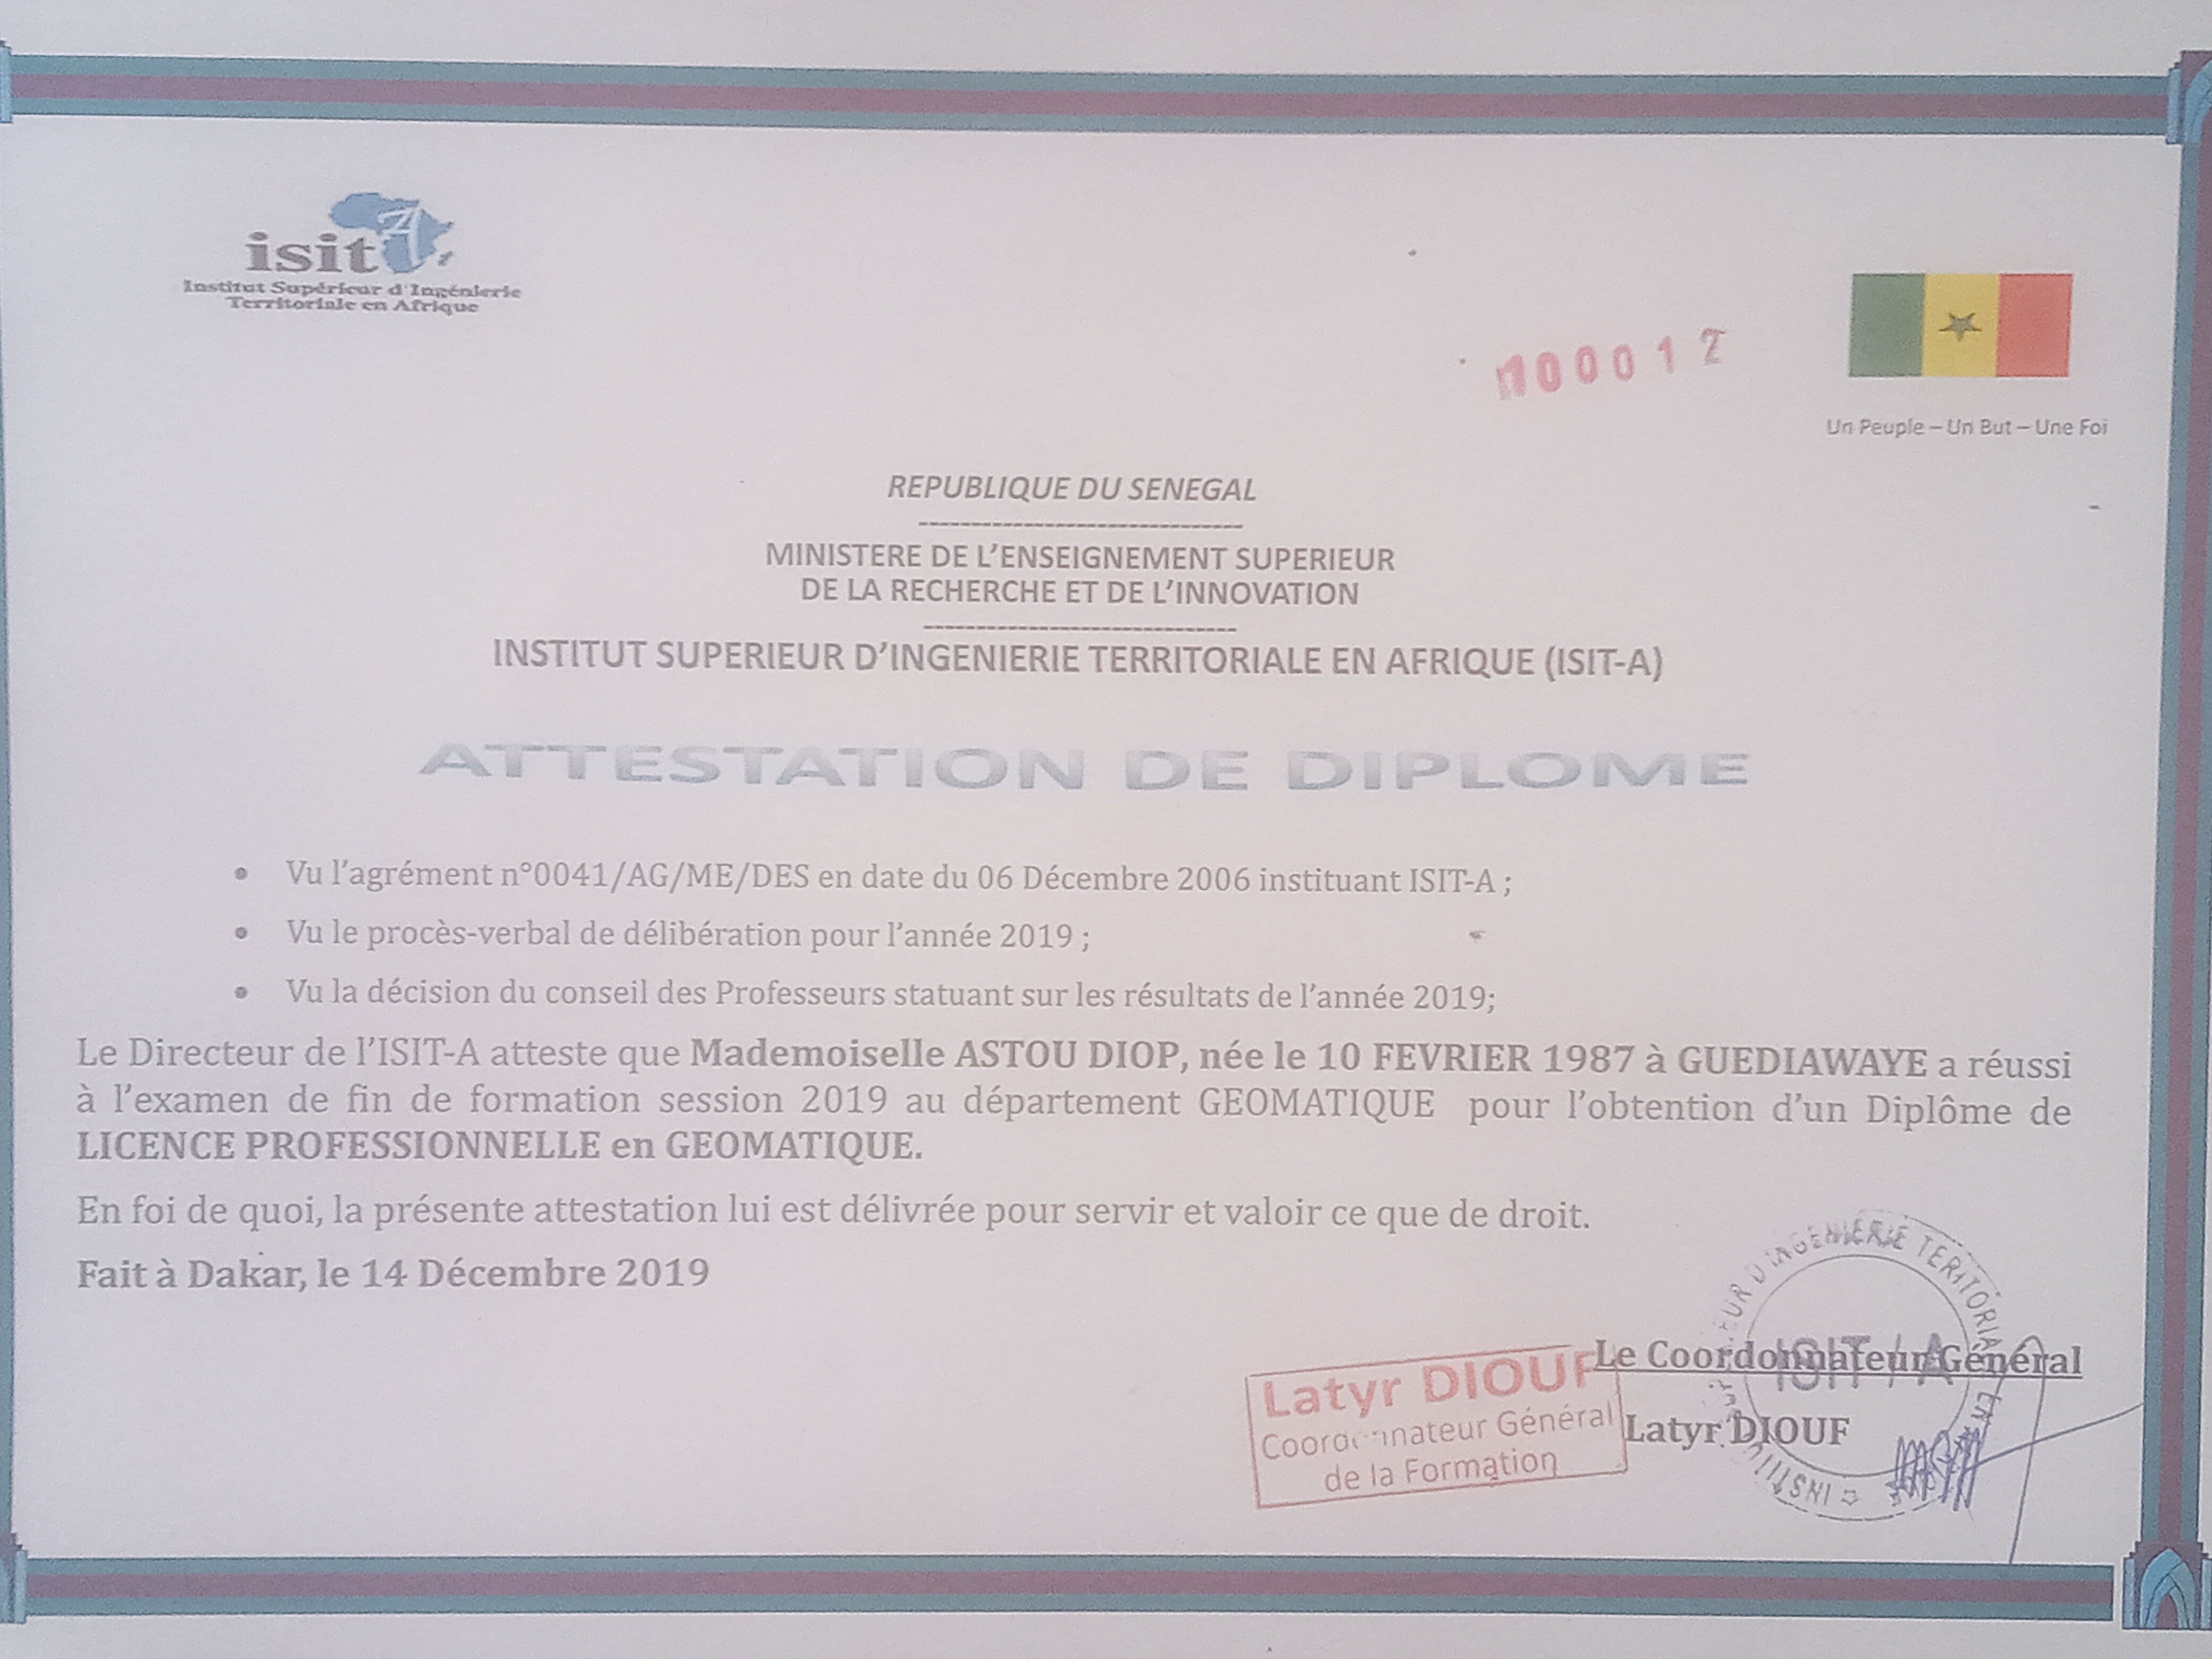 isit
Institut Supérieur d'Ingénierie
Territoriale en Afrique
Un Peuple – Un But – Une Foi
REPUBLIQUE DU SENEGAL
------------------------------
MINISTERE DE L'ENSEIGNEMENT SUPERIEUR
DE LA RECHERCHE ET DE L'INNOVATION
------------------------------
INSTITUT SUPERIEUR D'INGENIERIE TERRITORIALE EN AFRIQUE (ISIT-A)
ATTESTATION DE DIPLOME
• Vu l'agrément n°0041/AG/ME/DES en date du 06 Décembre 2006 instituant ISIT-A ;
• Vu le procès-verbal de délibération pour l'année 2019 ;
• Vu la décision du conseil des Professeurs statuant sur les résultats de l'année 2019;
Le Directeur de l'ISIT-A atteste que Mademoiselle ASTOU DIOP, née le 10 FEVRIER 1987 à GUEDIAWAYE a réussi
à l'examen de fin de formation session 2019 au département GEOMATIQUE pour l'obtention d'un Diplôme de
LICENCE PROFESSIONNELLE en GEOMATIQUE.
En foi de quoi, la présente attestation lui est délivrée pour servir et valoir ce que de droit.
Fait à Dakar, le 14 Décembre 2019
Le Coordonnateur Général
Latyr DIOUF
Latyr DIOUF
Coordonnateur Général
de la Formation
D'INGENIERIE TERITORIA
ISIT / A
EN